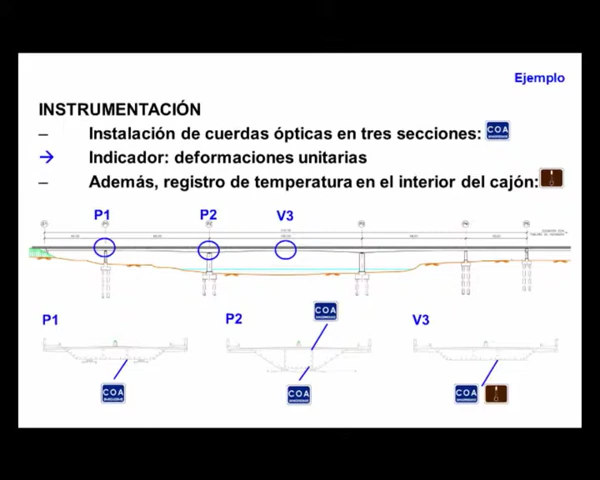 Ejemplo
INSTRUMENTACIÓN
– Instalación de cuerdas ópticas en tres secciones: COA
→ Indicador: deformaciones unitarias
– Además, registro de temperatura en el interior del cajón:
P1 P2 V3
P1 P2 COA V3
COA COA COA